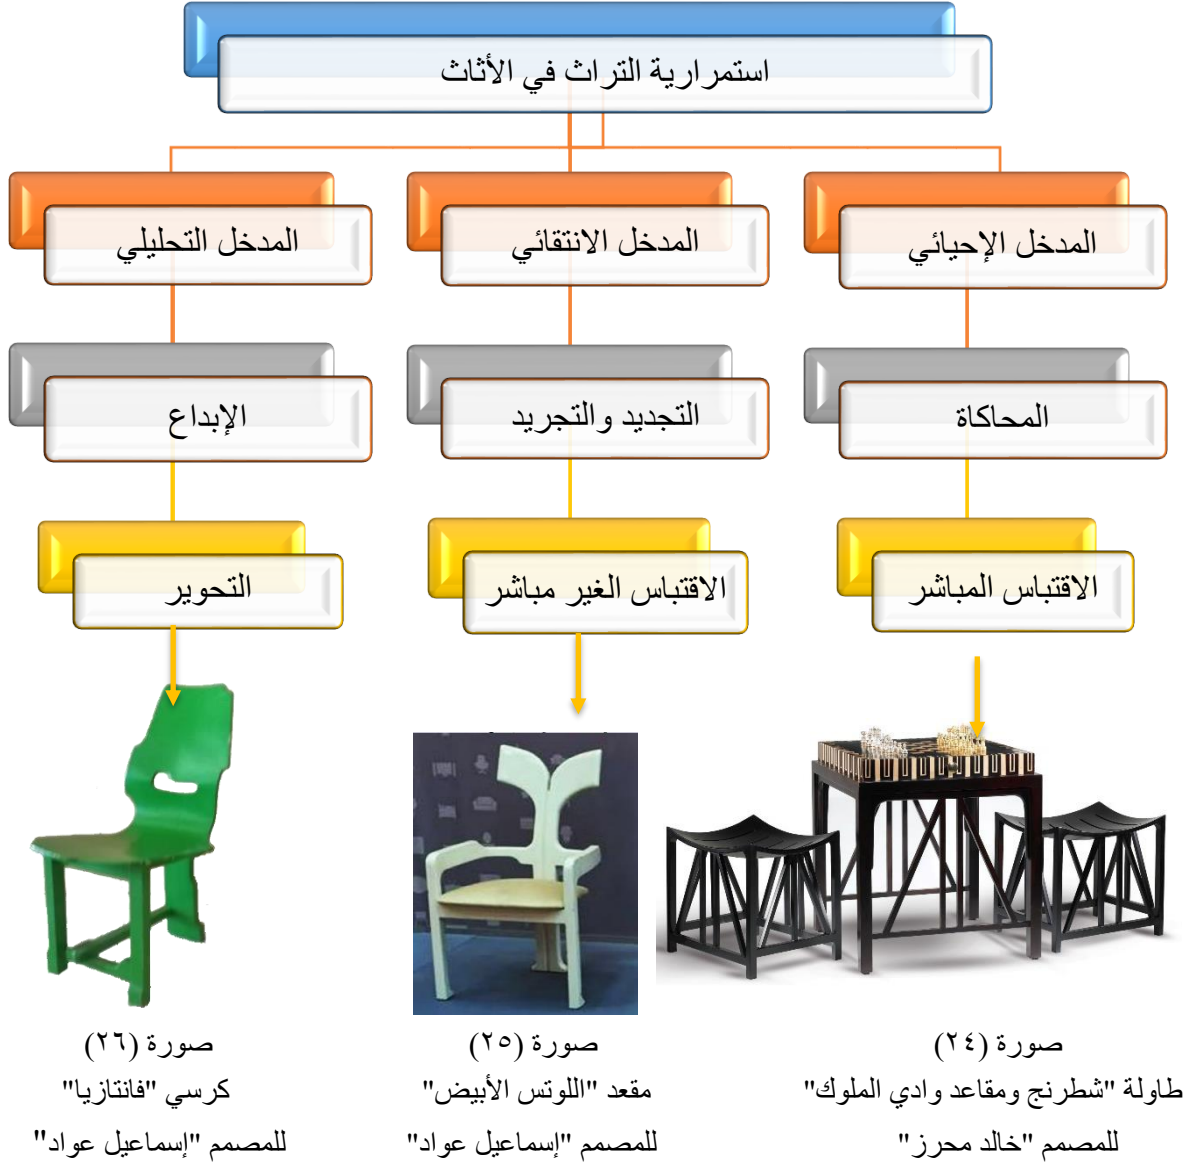 استمرارية التراث في الأثاث
المدخل الإحيائي
المدخل الانتقائي
المدخل التحليلي
المحاكاة
التجديد والتجريد
الإبداع
الاقتباس المباشر
الاقتباس الغير مباشر
التحوير
صورة (٢٤)
طاولة "شطرنج ومقاعد وادي الملوك"
للمصمم "خالد محرز"
صورة (٢٥)
مقعد "اللوتس الأبيض"
للمصمم "إسماعيل عواد"
صورة (٢٦)
كرسي "فانتازيا"
للمصمم "إسماعيل عواد"